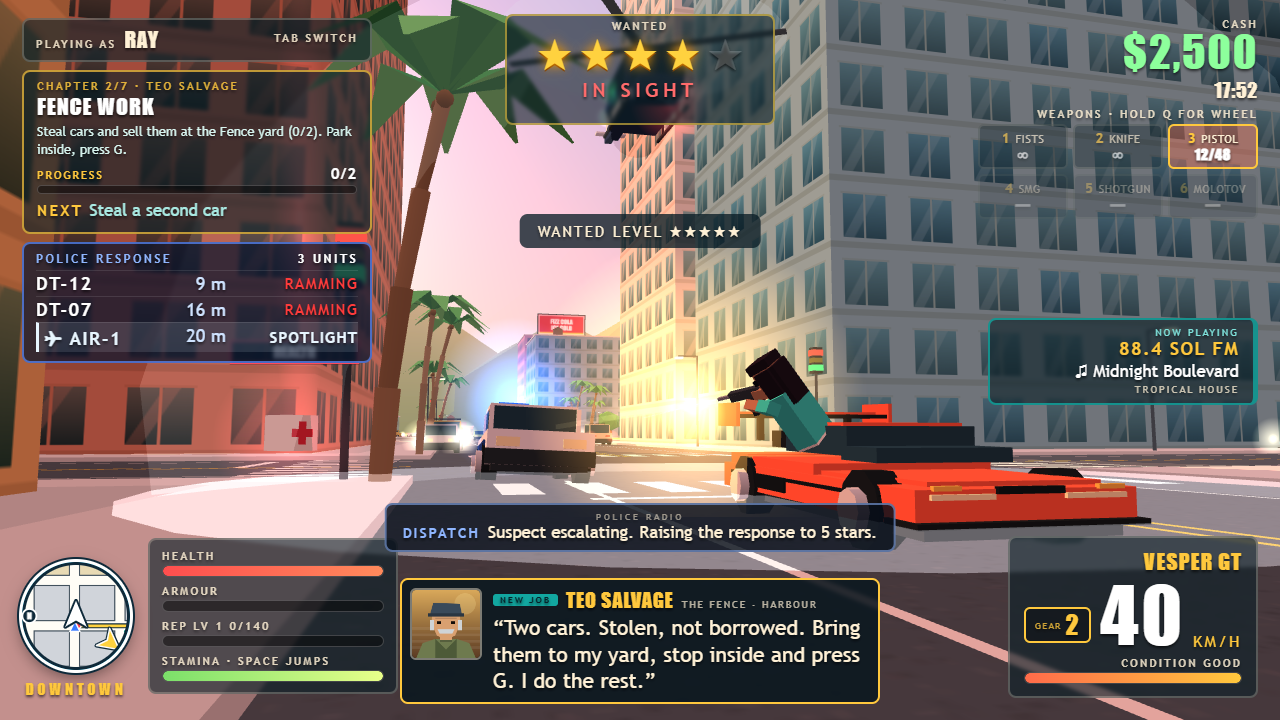 PLAYING AS RAY TAB SWITCH
CHAPTER 2/7 · TEO SALVAGE
FENCE WORK
Steal cars and sell them at the Fence yard (0/2). Park
inside, press G.
PROGRESS 0/2
NEXT Steal a second car
POLICE RESPONSE 3 UNITS
DT-12 9 m RAMMING
DT-07 16 m RAMMING
AIR-1 20 m SPOTLIGHT
WANTED
IN SIGHT
WANTED LEVEL ★★★★★
CASH
$2,500
17:52
WEAPONS · HOLD Q FOR WHEEL
1 FISTS 2 KNIFE 3 PISTOL
∞ ∞ 12/48
4 SMG 5 SHOTGUN 6 MOLOTOV
— — —
NOW PLAYING
88.4 SOL FM
♫ Midnight Boulevard
TROPICAL HOUSE
POLICE RADIO
DISPATCH Suspect escalating. Raising the response to 5 stars.
HEALTH
ARMOUR
REP LV 1 0/140
STAMINA · SPACE JUMPS
DOWNTOWN
NEW JOB TEO SALVAGE THE FENCE · HARBOUR
“Two cars. Stolen, not borrowed. Bring
them to my yard, stop inside and press
G. I do the rest.”
VESPER GT
GEAR 2 40 KM/H
CONDITION GOOD